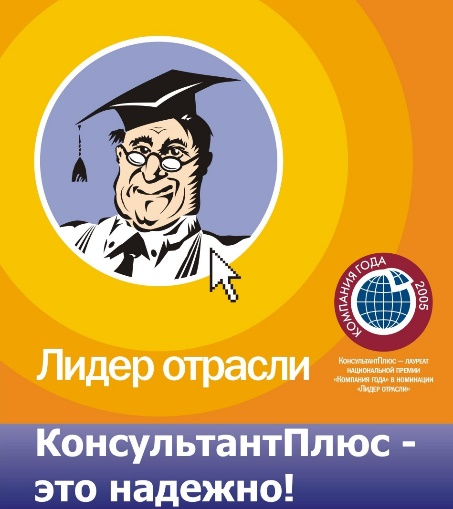 КОМПАНИЯ ГОДА 2005
Лидер отрасли
КонсультантПлюс — лауреат
национальной премии
«Компания года» в номинации
«Лидер отрасли»
КонсультантПлюс -
это надежно!